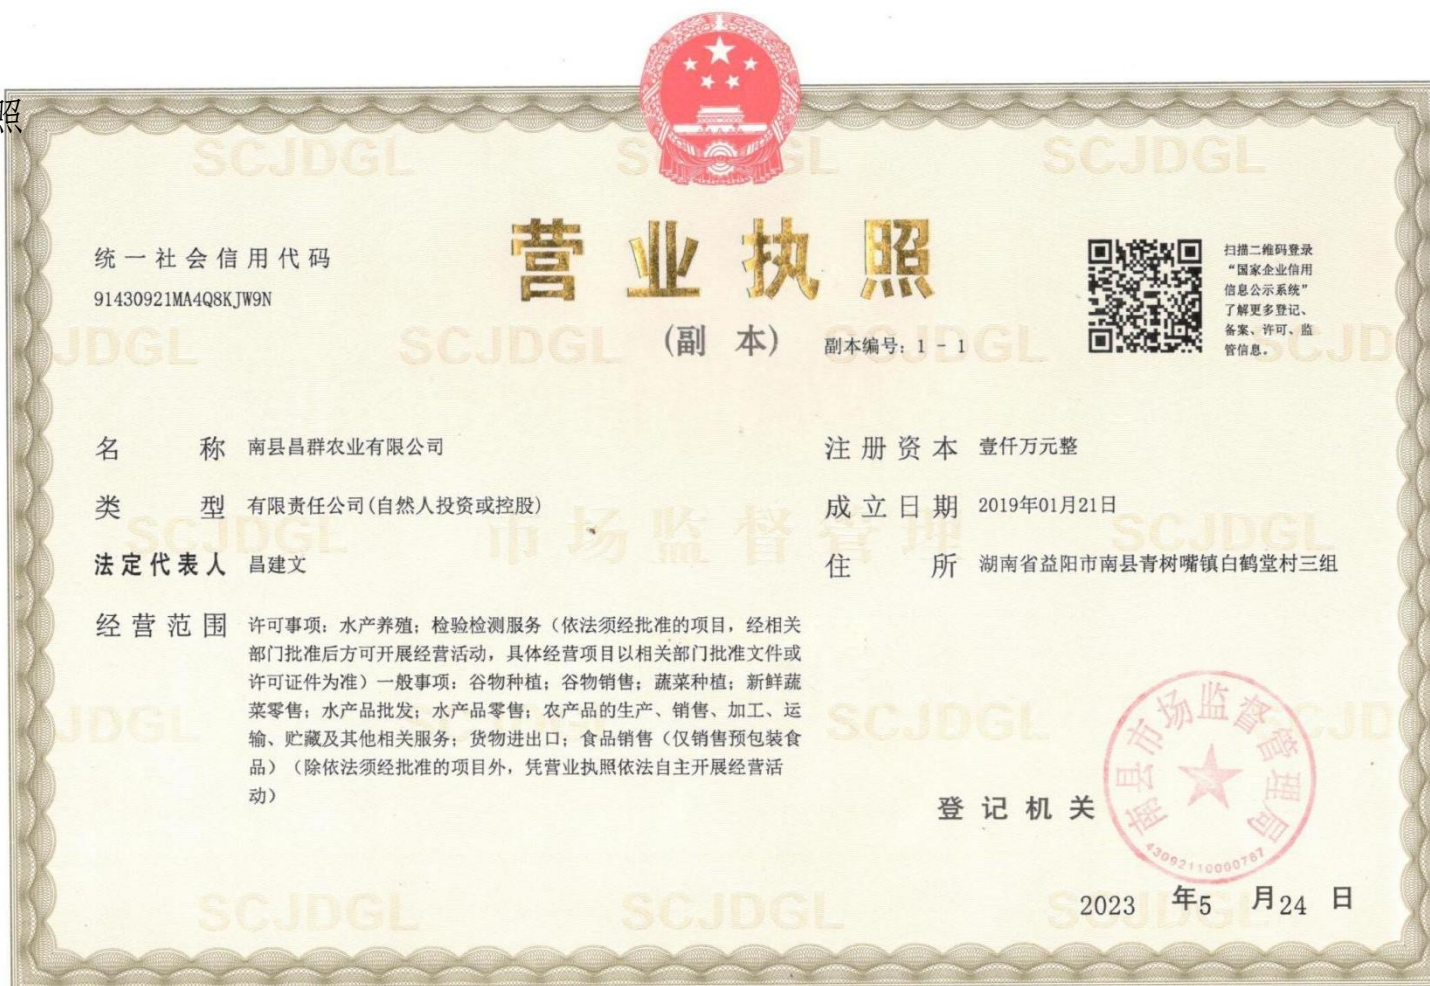 照
营业执照
(副 本)
副本编号：1 - 1
统一社会信用代码
91430921MA4Q8KJW9N
扫描二维码登录
“国家企业信用
信息公示系统”
了解更多登记、
备案、许可、监
管信息。
名 称 南县昌群农业有限公司
类 型 有限责任公司(自然人投资或控股)
法定代表人 昌建文
经营范围 许可事项：水产养殖；检验检测服务（依法须经批准的项目，经相关
部门批准后方可开展经营活动，具体经营项目以相关部门批准文件或
许可证件为准）一般事项：谷物种植；谷物销售；蔬菜种植；新鲜蔬
菜零售；水产品批发；水产品零售；农产品的生产、销售、加工、运
输、贮藏及其他相关服务；货物进出口；食品销售（仅销售预包装食
品）（除依法须经批准的项目外，凭营业执照依法自主开展经营活
动）
注册资本 壹仟万元整
成立日期 2019年01月21日
住 所 湖南省益阳市南县青树嘴镇白鹤堂村三组
登记机关
南县市场监督管理局
43092110000787
2023 年5 月24 日
SCJDGL
市场监督管理